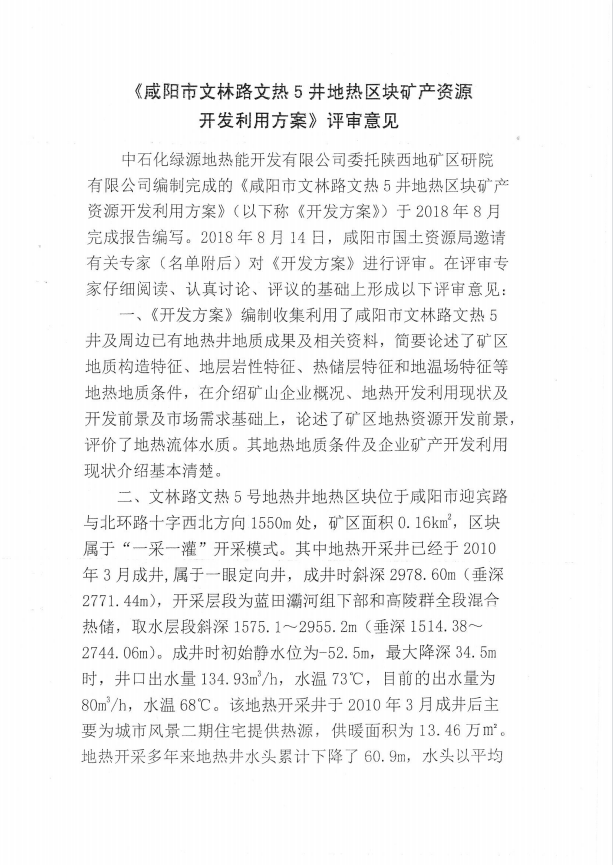 《咸阳市文林路文热5井地热区块矿产资源
开发利用方案》评审意见
中石化绿源地热能开发有限公司委托陕西地矿区研院
有限公司编制完成的《咸阳市文林路文热5井地热区块矿产
资源开发利用方案》（以下称《开发方案》）于2018年8月
完成报告编写。2018年8月14日，咸阳市国土资源局邀请
有关专家（名单附后）对《开发方案》进行评审。在评审专
家仔细阅读、认真讨论、评议的基础上形成以下评审意见：
一、《开发方案》编制收集利用了咸阳市文林路文热5
井及周边已有地热井地质成果及相关资料，简要论述了矿区
地质构造特征、地层岩性特征、热储层特征和地温场特征等
地热地质条件，在介绍矿山企业概况、地热开发利用现状及
开发前景及市场需求基础上，论述了矿区地热资源开发前景，
评价了地热流体水质。其地热地质条件及企业矿产开发利用
现状介绍基本清楚。
二、文林路文热5号地热井地热区块位于咸阳市迎宾路
与北环路十字西北方向1550m处，矿区面积0.16km²，区块
属于“一采一灌”开采模式。其中地热开采井已经于2010
年3月成井,属于一眼定向井，成井时斜深2978.60m（垂深
2771.44m），开采层段为蓝田灞河组下部和高陵群全段混合
热储，取水层段斜深1575.1～2955.2m（垂深1514.38～
2744.06m）。成井时初始静水位为-52.5m，最大降深34.5m
时，井口出水量134.93m³/h，水温73℃，目前的出水量为
80m³/h，水温68℃。该地热开采井于2010年3月成井后主
要为城市风景二期住宅提供热源，供暖面积为13.46万㎡。
地热开采多年来地热井水头累计下降了60.9m，水头以平均